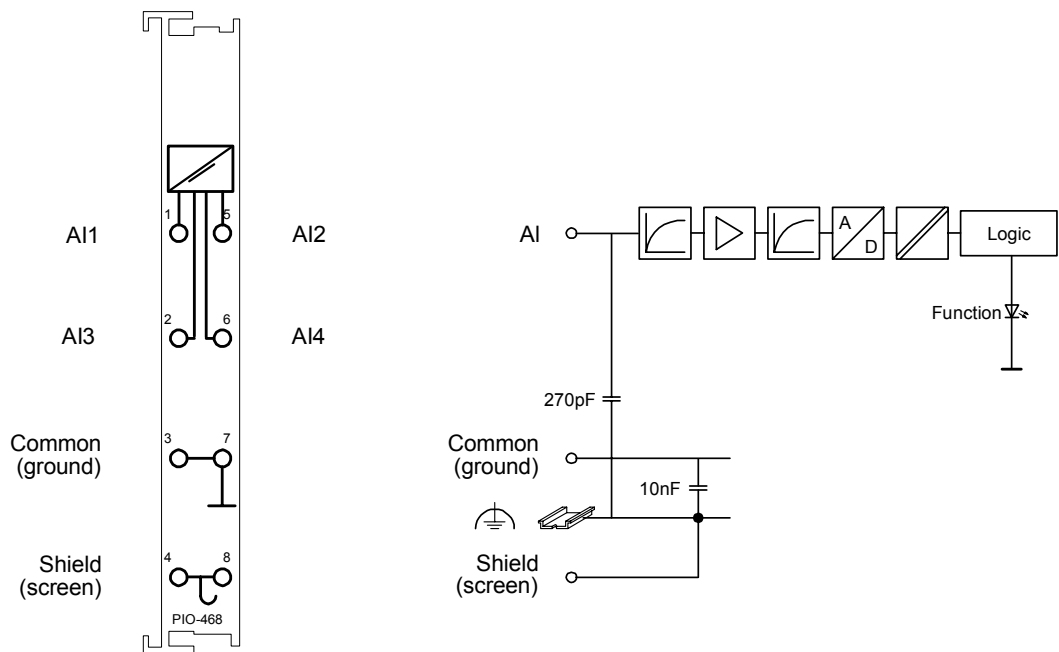 1
5
AI1
AI2
2
6
AI3
AI4
3
7
Common
(ground)
4
8
Shield
(screen)
PIO-468
AI
A
D
Logic
Function
270pF
Common
(ground)
10nF
Shield
(screen)